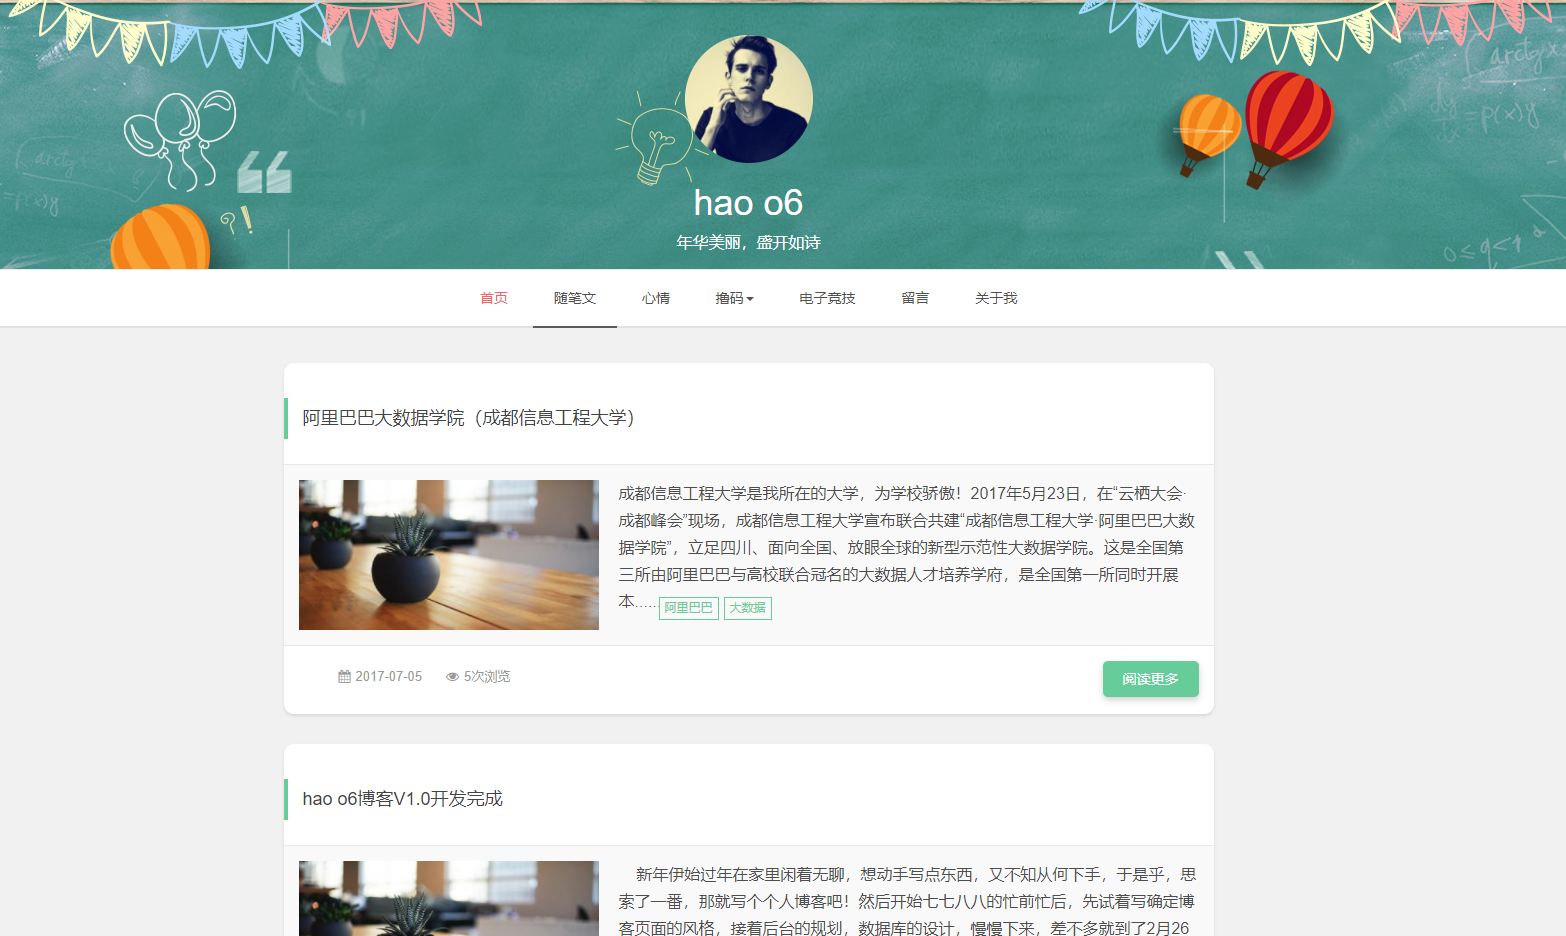 hao o6
年华美丽，盛开如诗
首页 随笔文 心情 撸码 电子竞技 留言 关于我
阿里巴巴大数据学院（成都信息工程大学）
成都信息工程大学是我所在的大学，为学校骄傲！2017年5月23日，在“云栖大会·
成都峰会”现场，成都信息工程大学宣布联合共建“成都信息工程大学·阿里巴巴大数
据学院”，立足四川、面向全国、放眼全球的新型示范性大数据学院。这是全国第
三所由阿里巴巴与高校联合冠名的大数据人才培养学府，是全国第一所同时开展
本…… 阿里巴巴 大数据
2017-07-05 5次浏览 阅读更多
hao o6博客V1.0开发完成
新年伊始过年在家里闲着无聊，想动手写点东西，又不知从何下手，于是乎，思
索了一番，那就写个个人博客吧！然后开始七七八八的忙前忙后，先试着写确定博
客页面的风格，接着后台的规划，数据库的设计，慢慢下来，差不多就到了2月26